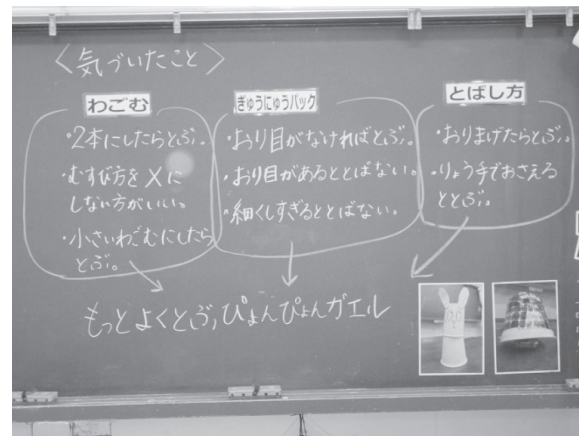 〈気づいたこと〉
わごむ
・2本にしたらとぶ。
・むすび方をXに
しない方がいい。
・小さいわごむにしたら
とぶ。
ぎゅうにゅうパック
・おり目がなければとぶ。
・おり目があるととばない。
・細くしすぎるととばない。
とばし方
・おりまげたらとぶ。
・りょう手でおさえる
ととぶ。
もっとよくとぶ,ぴょんぴょんガエル